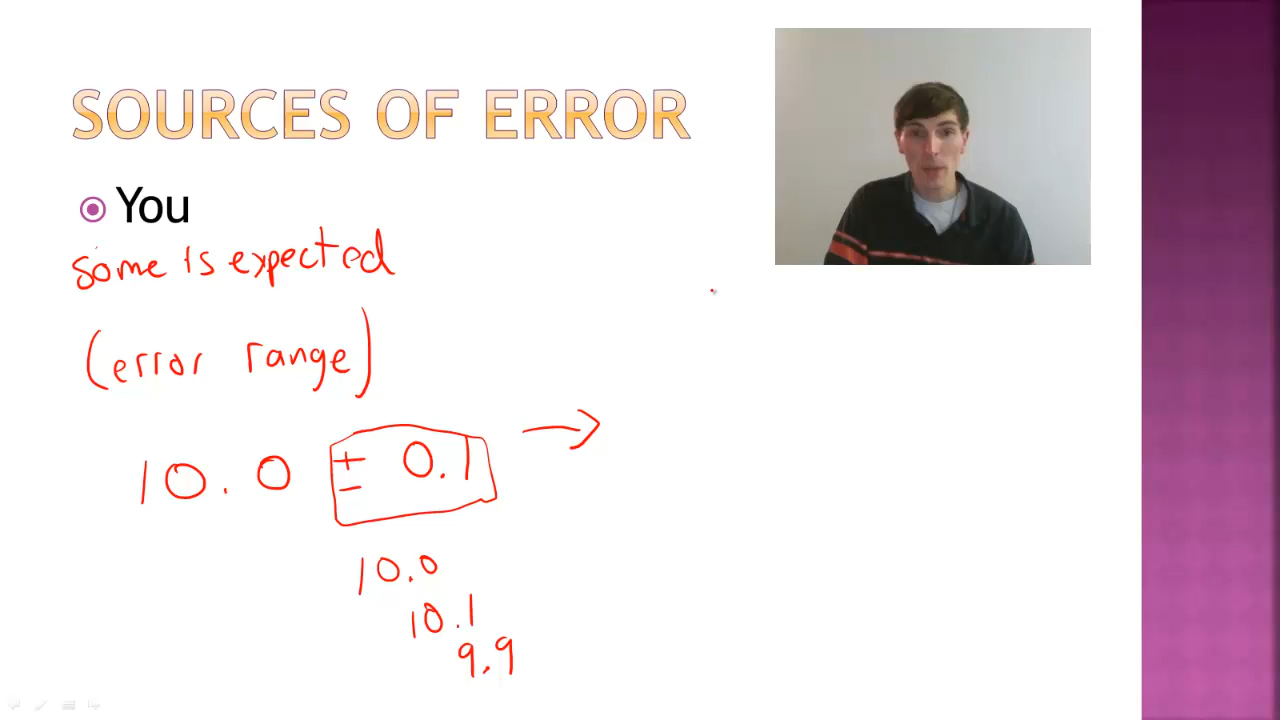 SOURCES OF ERROR
You
some is expected
(error range)
10.0 ± 0.1 →
10.0
10.1
9.9